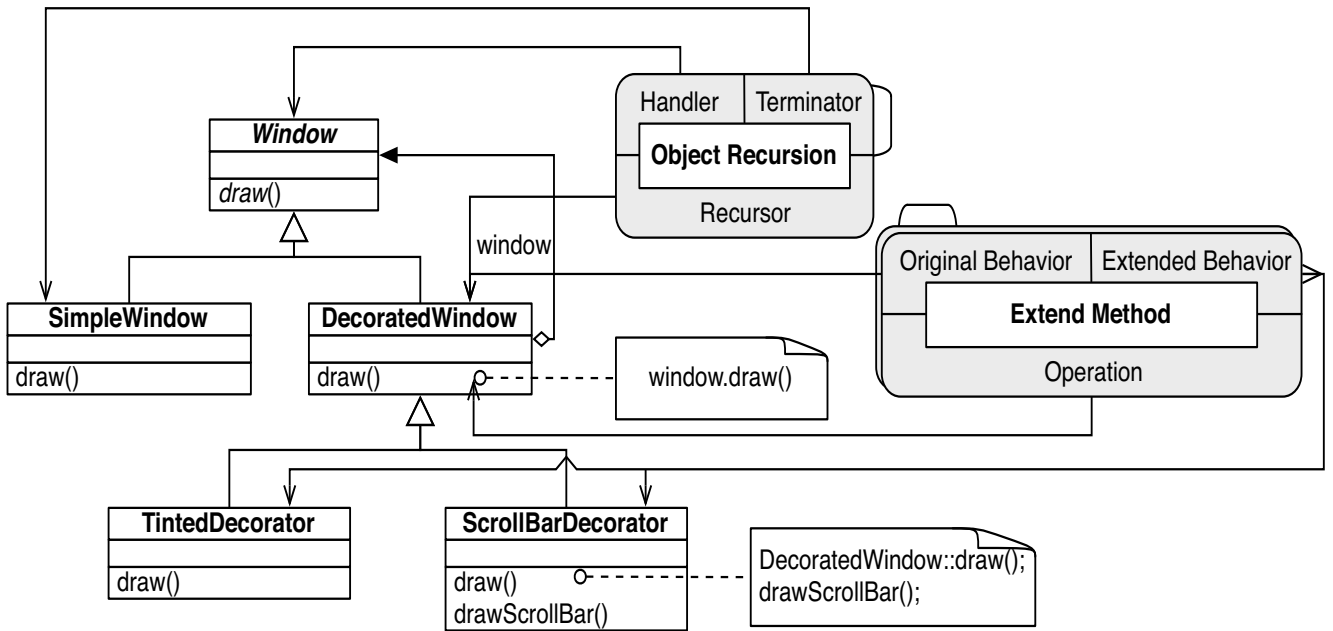 Handler
Terminator
Object Recursion
Recursor
Window
draw()
window
Original Behavior
Extended Behavior
Extend Method
Operation
SimpleWindow
draw()
DecoratedWindow
draw()
window.draw()
TintedDecorator
draw()
ScrollBarDecorator
draw()
drawScrollBar()
DecoratedWindow::draw();
drawScrollBar();